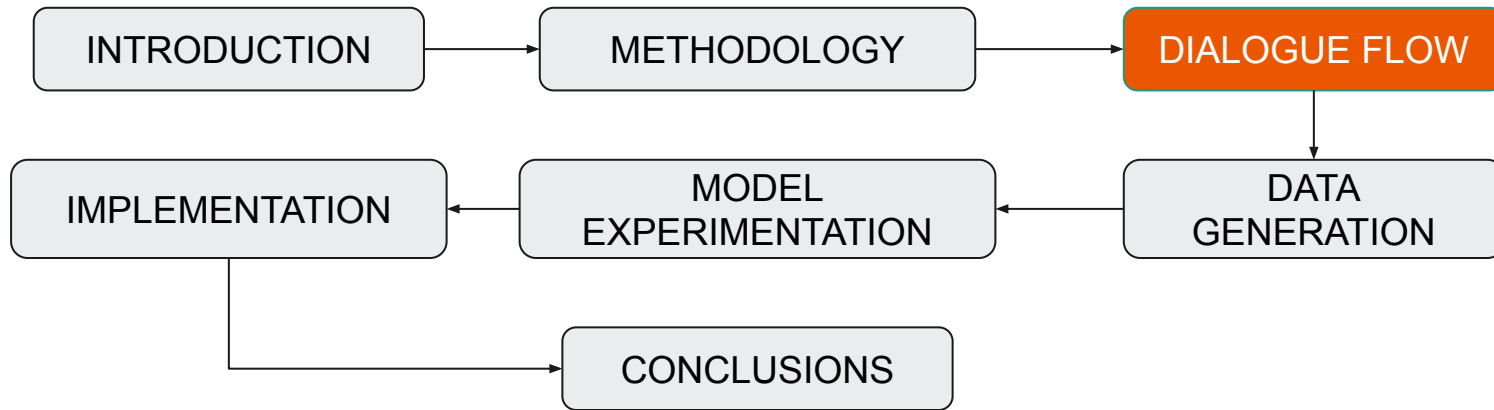 INTRODUCTION
METHODOLOGY
DIALOGUE FLOW
DATA
GENERATION
MODEL
EXPERIMENTATION
IMPLEMENTATION
CONCLUSIONS